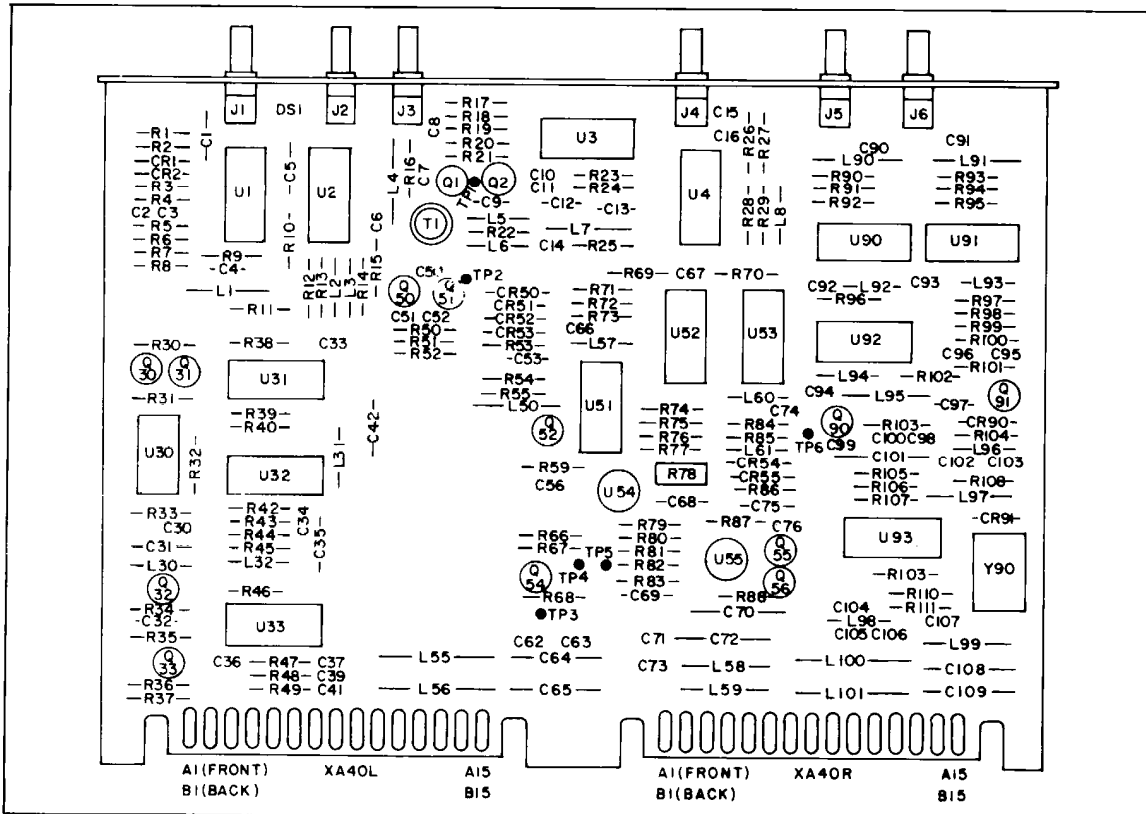 J1 DS1 J2 J3 J4 C15 J5 J6
R17
R18
R19
R20
R21
C8
U3
C16
R26
R27
C90
C91
R1
R2
CR1
CR2
R3
R4
C2 C3
R5
R6
R7
R8
C1
U1
C5
R10
U2
L4
R16
C7
Q1
TP1
Q2
C9
T1
C6
L5
R22
L6
C10
C11
C12
C14
R23
R24
C13
L7
R25
U4
R28
R29
L8
L90
R90
R91
R92
L91
R93
R94
R95
U90
U91
R9
C4
L1
R11
R12
R13
L2
L3
R14
R15
C50
Q50
Q51
TP2
C51 C52
R50
R51
R52
CR50
CR51
CR52
CR53
R53
C53
R54
R55
L50
R69 C67 R70
R71
R72
R73
C66
L57
U52
U53
C92 L92 C93 L93
R96
R97
R98
R99
R100
C96 C95
R101
U92
L94 R102
R30
Q30
Q31
R31
R38 C33
U31
R39
R40
U30
R32
U32
L31
C42
Q52
U51
R74
R75
R76
R77
R78
C68
L60
C74
R84
R85
L61
CR54
CR55
R86
C75
C94
L95
Q90
C99
TP6
Q91
C97
R103
C100 C98
C101
R105
R106
R107
CR90
R104
L96
C102 C103
R108
L97
CR91
R59
C56
U54
R33
C30
C31
L30
Q32
R34
C32
R35
Q33
R36
R37
R42
R43
R44
R45
L32
C34
C35
R46
U33
C36
R47
R48
R49
C37
C39
C41
R66
R67
Q54
TP5
TP4
R68
TP3
R79
R80
R81
R82
R83
C69
R87
C76
U55
Q55
Q56
R88
C70
U93
Y90
R103
R110
R111
C104
L98
C105 C106
C107
L55
L56
C62 C63
C64
C65
C71
C72
C73
L58
L59
L100
L101
L99
C108
C109
A1(FRONT) XA40L A15
B1(BACK) B15
A1(FRONT) XA40R A15
B1(BACK) B15